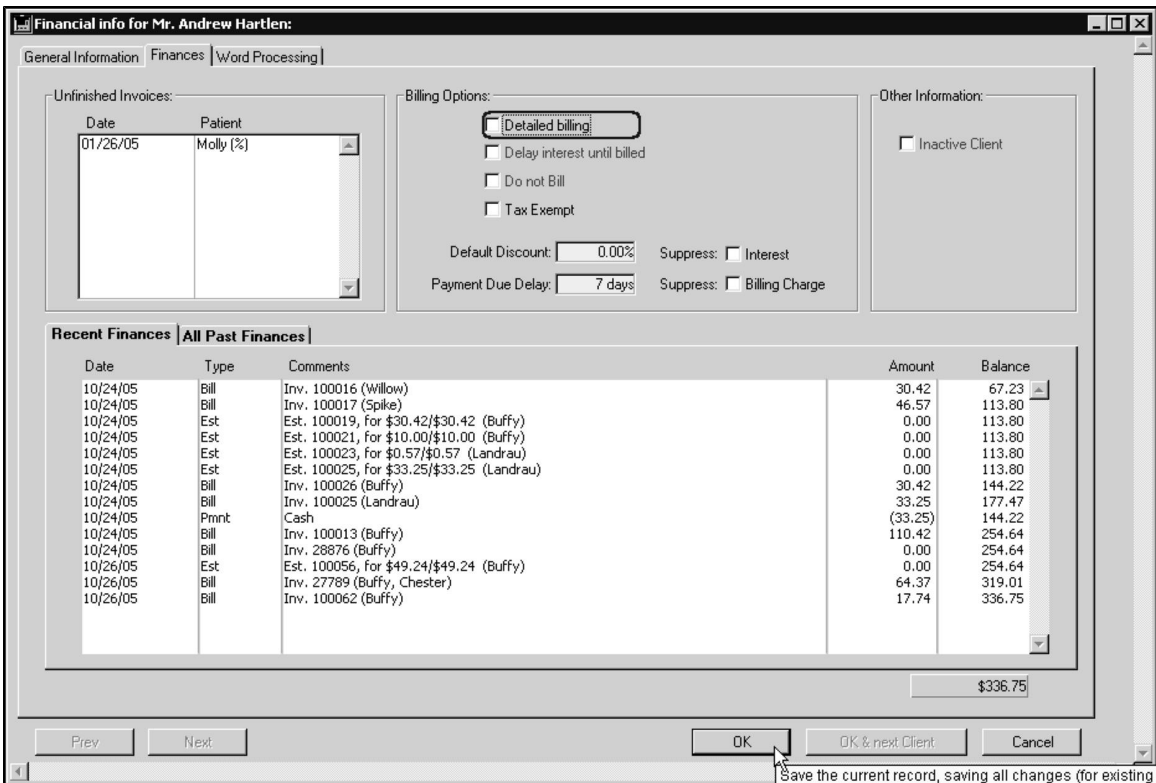 Financial info for Mr. Andrew Hartlen:
General Information Finances Word Processing
Unfinished Invoices:
Date Patient
01/26/05 Molly (%)
Billing Options:
Detailed billing
Delay interest until billed
Do not Bill
Tax Exempt
Default Discount: 0.00% Suppress: Interest
Payment Due Delay: 7 days Suppress: Billing Charge
Other Information:
Inactive Client
Recent Finances All Past Finances
Date Type Comments Amount Balance
10/24/05 Bill Inv. 100016 (Willow) 30.42 67.23
10/24/05 Bill Inv. 100017 (Spike) 46.57 113.80
10/24/05 Est Est. 100019, for $30.42/$30.42 (Buffy) 0.00 113.80
10/24/05 Est Est. 100021, for $10.00/$10.00 (Buffy) 0.00 113.80
10/24/05 Est Est. 100023, for $0.57/$0.57 (Landrau) 0.00 113.80
10/24/05 Est Est. 100025, for $33.25/$33.25 (Landrau) 0.00 113.80
10/24/05 Bill Inv. 100026 (Buffy) 30.42 144.22
10/24/05 Bill Inv. 100025 (Landrau) 33.25 177.47
10/24/05 Pmnt Cash (33.25) 144.22
10/24/05 Bill Inv. 100013 (Buffy) 110.42 254.64
10/24/05 Bill Inv. 28876 (Buffy) 0.00 254.64
10/26/05 Est Est. 100056, for $49.24/$49.24 (Buffy) 0.00 254.64
10/26/05 Bill Inv. 27789 (Buffy, Chester) 64.37 319.01
10/26/05 Bill Inv. 100062 (Buffy) 17.74 336.75
$336.75
Prev Next OK OK & next Client Cancel
Save the current record, saving all changes (for existing